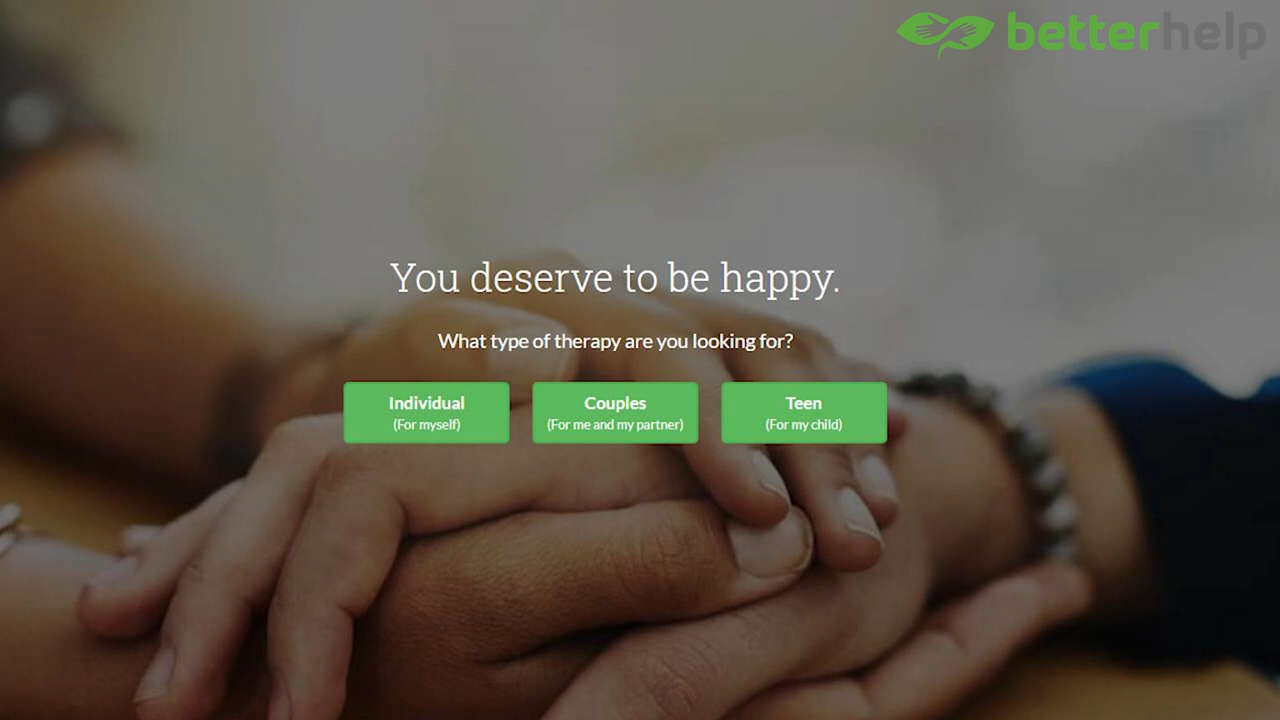 betterhelp
You deserve to be happy.
What type of therapy are you looking for?
Individual
(For myself)
Couples
(For me and my partner)
Teen
(For my child)